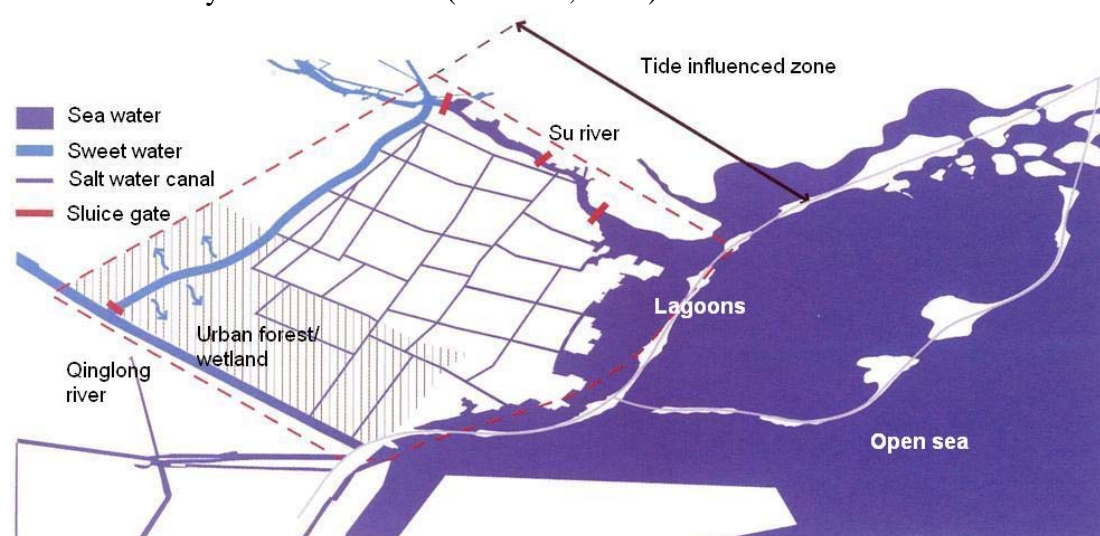 Tide influenced zone
Sea water
Sweet water
Salt water canal
Sluice gate
Su river
Lagoons
Urban forest/
wetland
Qinglong
river
Open sea